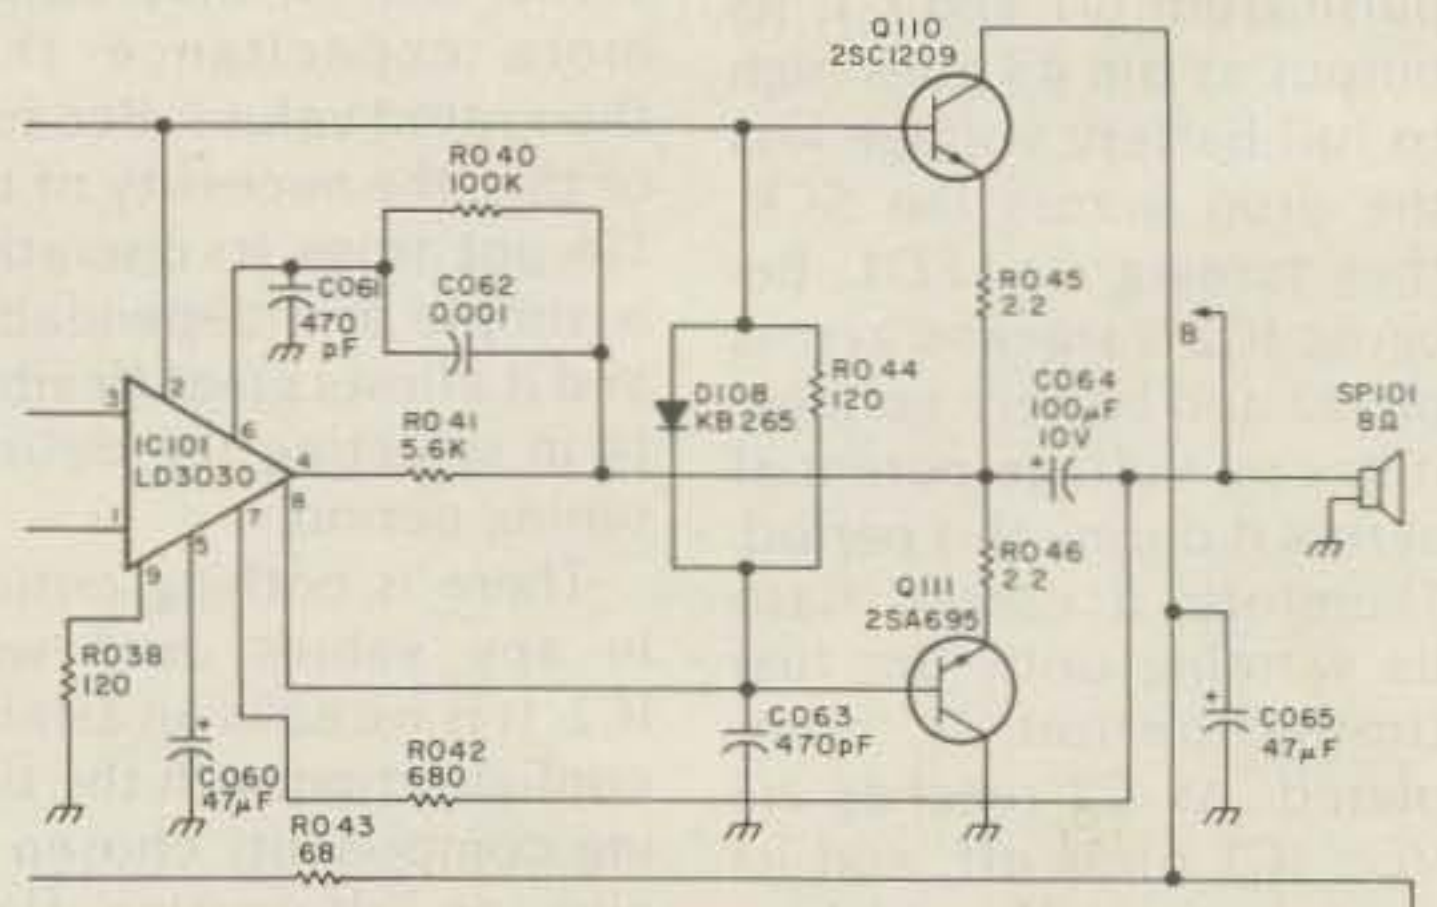 Q110
2SC1209
R040
100K
C061
470
pF
C062
0.001
R045
2.2
B
C064
100µF
10V
SP101
8Ω
D108
KB265
R044
120
R041
5.6K
3
2
6
IC101
LD3030
4
8
1
7
5
9
R046
2.2
Q111
2SA695
R038
120
C063
470pF
C065
47µF
C060
47µF
R042
680
R043
68